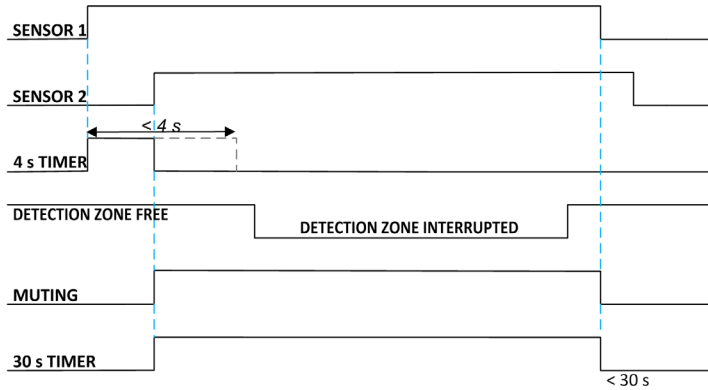 SENSOR 1
SENSOR 2
< 4 s
4 s TIMER
DETECTION ZONE FREE
DETECTION ZONE INTERRUPTED
MUTING
30 s TIMER
< 30 s